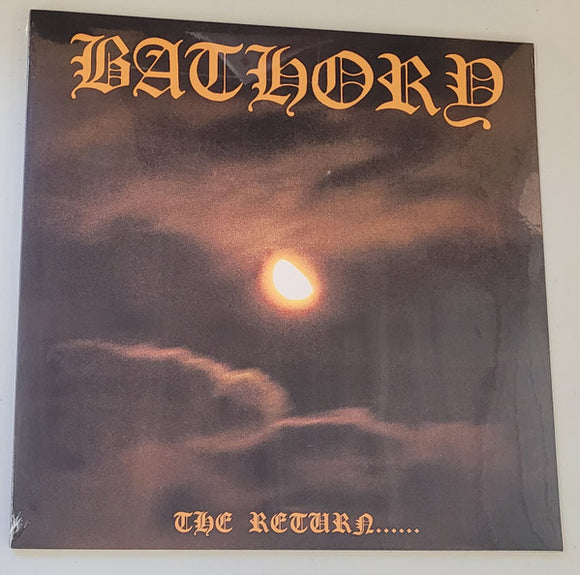 BATHORY
THE RETURN......